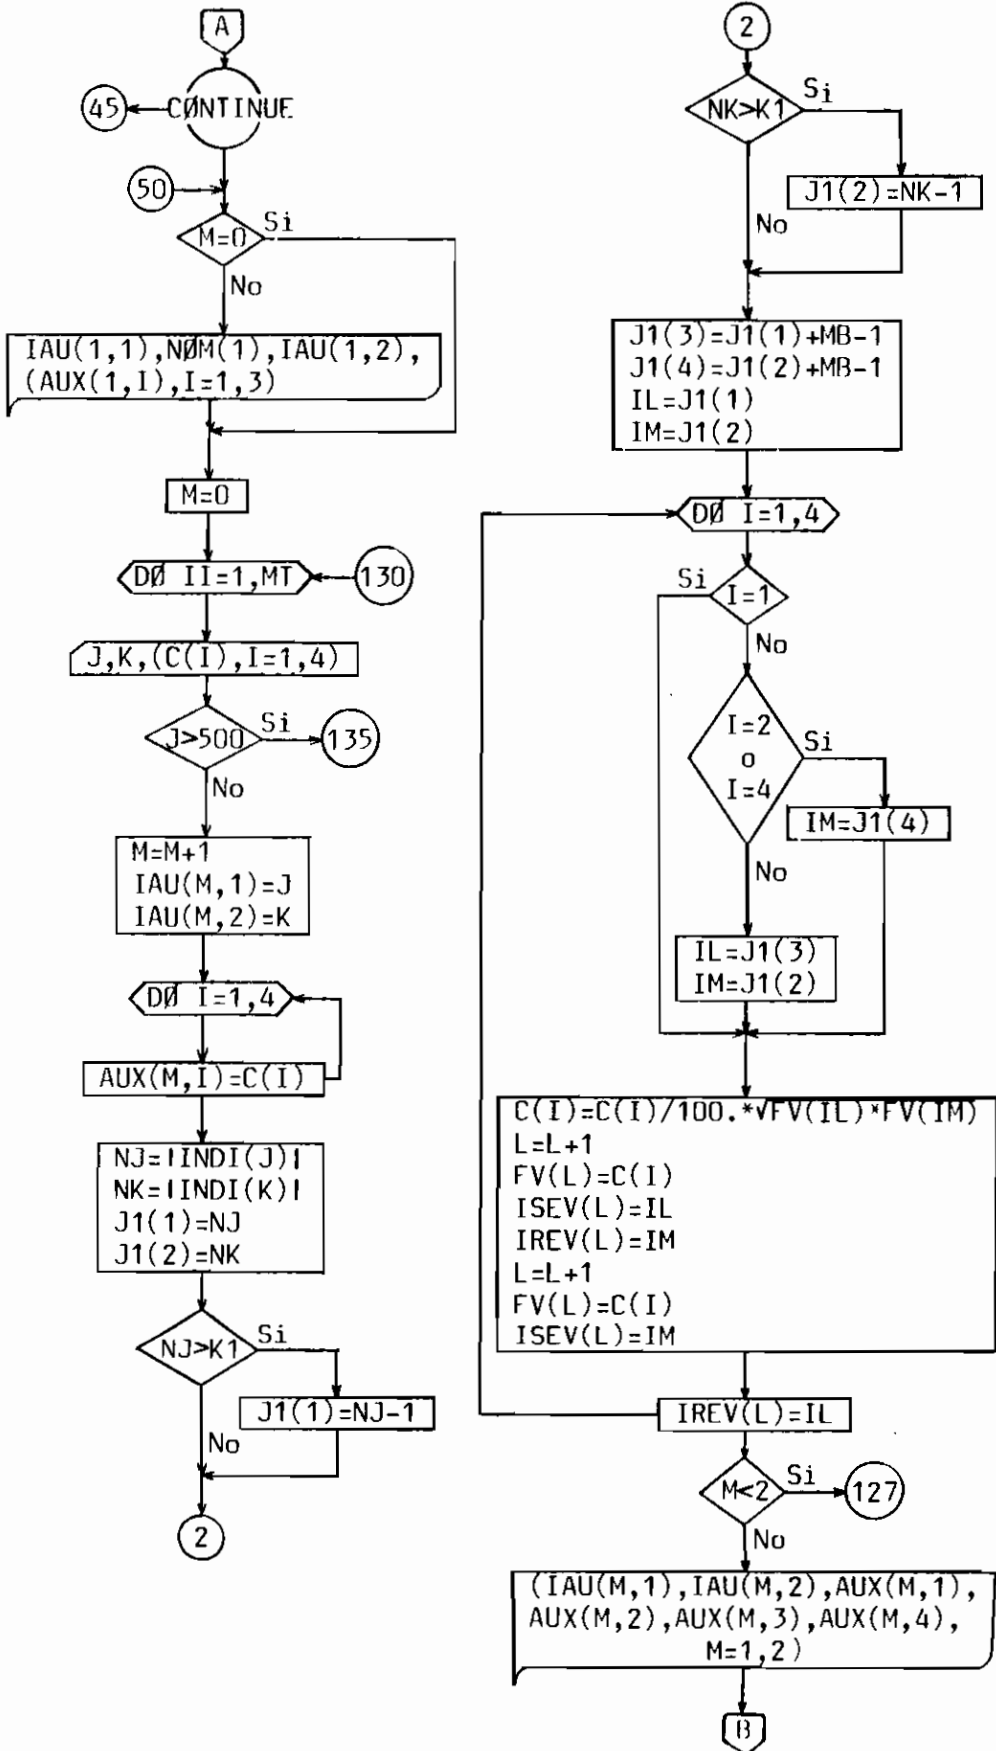 A
45
CØNTINUE
50
M=0
Si
No
IAU(1,1),NØM(1),IAU(1,2),
(AUX(1,I),I=1,3)
M=0
DØ II=1,MT
130
J,K,(C(I),I=1,4)
J>500
Si
135
No
M=M+1
IAU(M,1)=J
IAU(M,2)=K
DØ I=1,4
AUX(M,I)=C(I)
NJ=|INDI(J)|
NK=|INDI(K)|
J1(1)=NJ
J1(2)=NK
NJ>K1
Si
J1(1)=NJ-1
No
2
2
NK>K1
Si
J1(2)=NK-1
No
J1(3)=J1(1)+MB-1
J1(4)=J1(2)+MB-1
IL=J1(1)
IM=J1(2)
DØ I=1,4
Si
I=1
No
I=2
o
I=4
Si
IM=J1(4)
No
IL=J1(3)
IM=J1(2)
C(I)=C(I)/100.*√FV(IL)*FV(IM)
L=L+1
FV(L)=C(I)
ISEV(L)=IL
IREV(L)=IM
L=L+1
FV(L)=C(I)
ISEV(L)=IM
IREV(L)=IL
M<2
Si
127
No
(IAU(M,1),IAU(M,2),AUX(M,1),
AUX(M,2),AUX(M,3),AUX(M,4),
M=1,2)
B